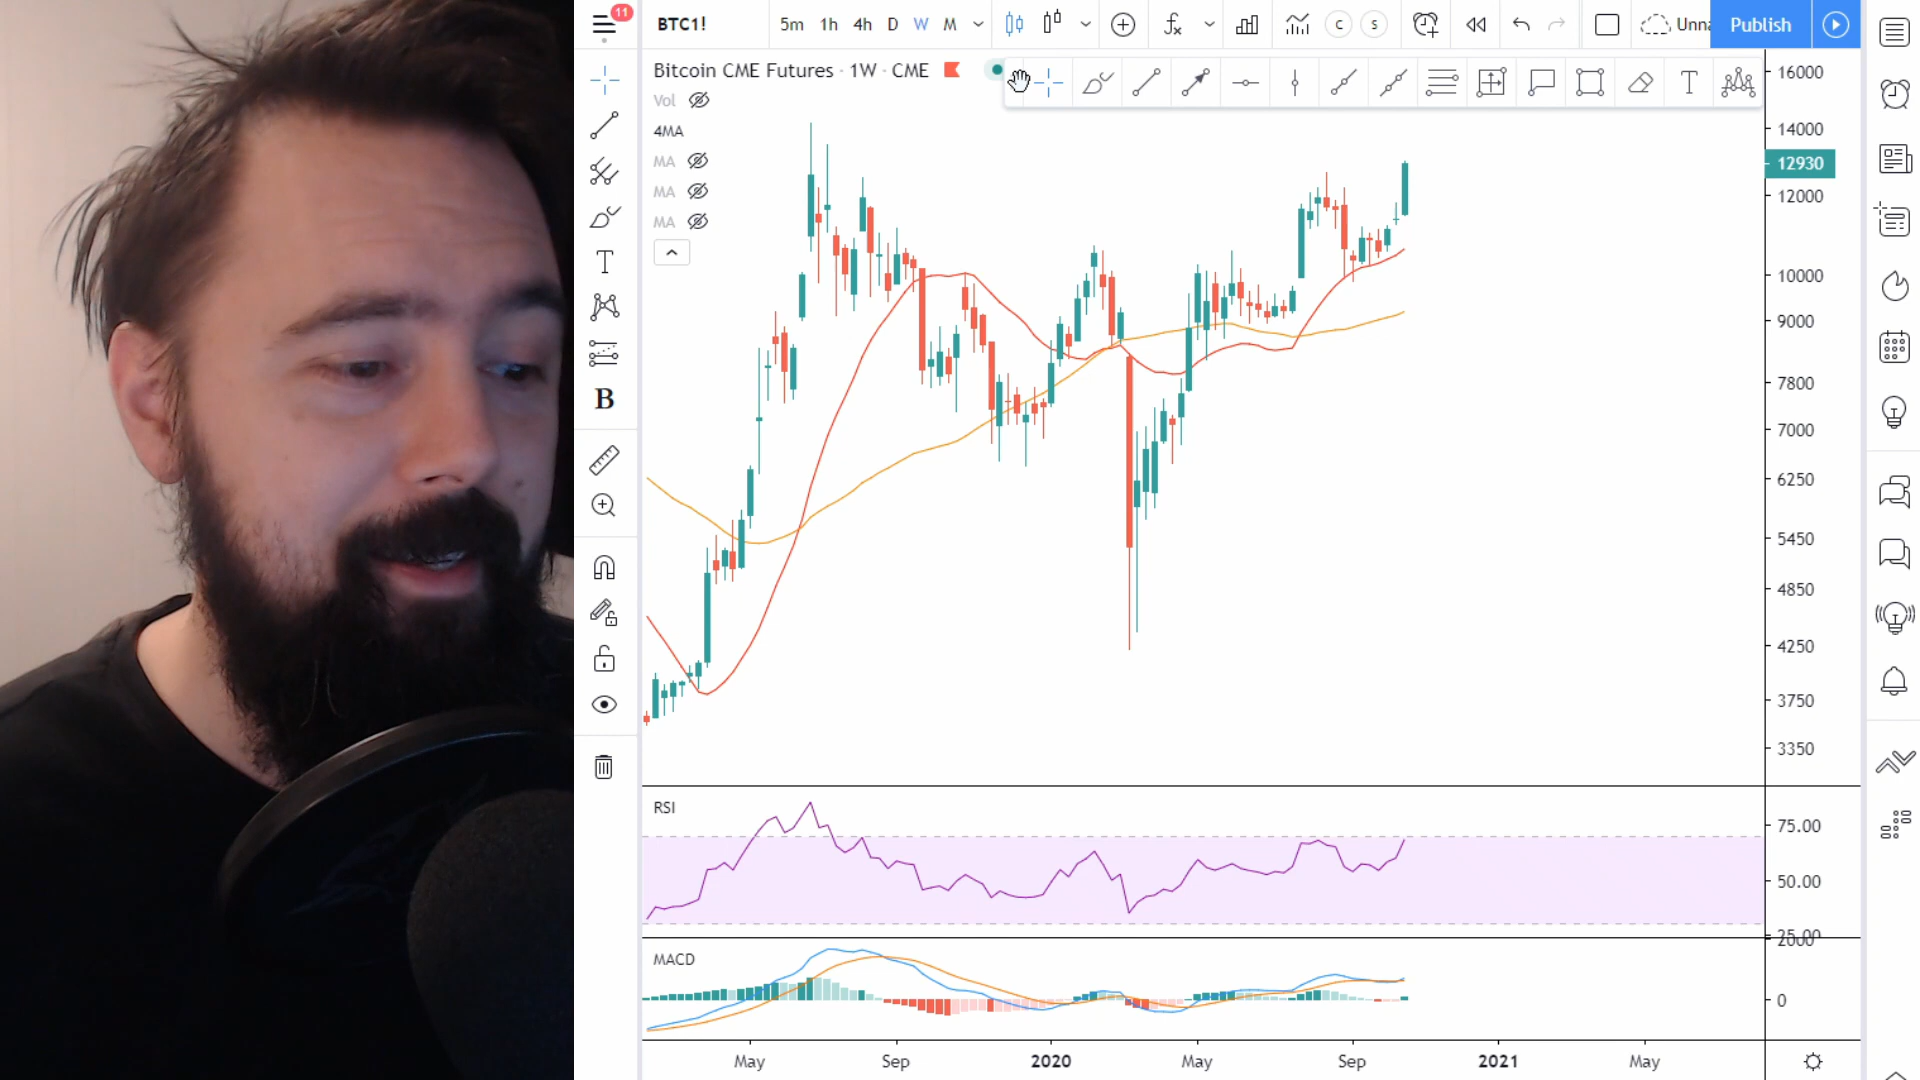 11
BTC1!
5m 1h 4h D W M
C S
Unna
Publish
Bitcoin CME Futures · 1W · CME
Vol
4MA
MA
MA
MA
T
B
T
16000
14000
12930
12000
10000
9000
7800
7000
6250
5450
4850
4250
3750
3350
RSI
75.00
50.00
25.00
MACD
2000
0
May Sep 2020 May Sep 2021 May